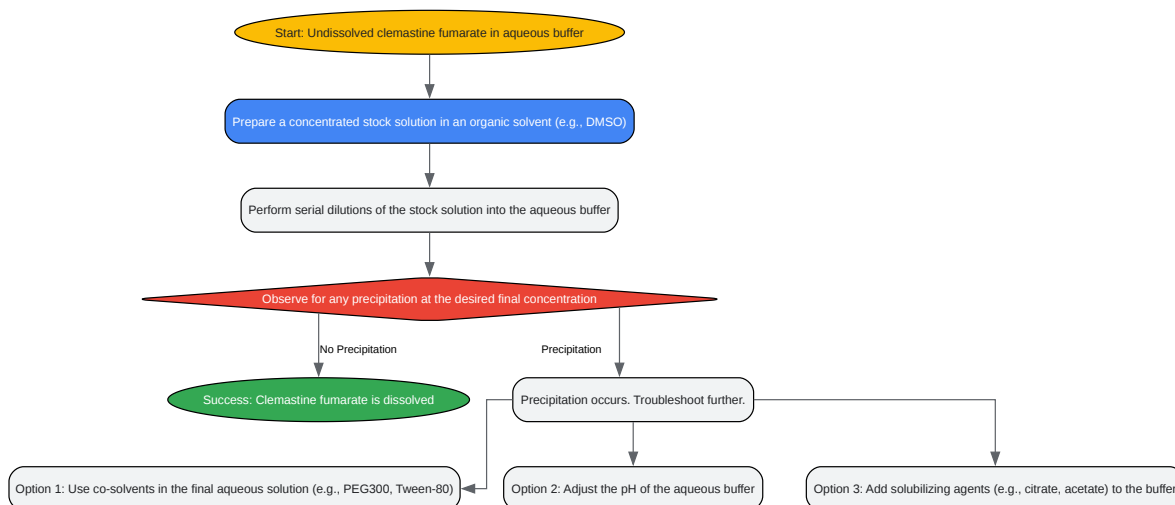 Start: Undissolved clemastine fumarate in aqueous buffer
Prepare a concentrated stock solution in an organic solvent (e.g., DMSO)
Perform serial dilutions of the stock solution into the aqueous buffer
Observe for any precipitation at the desired final concentration
No Precipitation
Precipitation
Success: Clemastine fumarate is dissolved
Precipitation occurs. Troubleshoot further.
Option 1: Use co-solvents in the final aqueous solution (e.g., PEG300, Tween-80)
Option 2: Adjust the pH of the aqueous buffer
Option 3: Add solubilizing agents (e.g., citrate, acetate) to the buffer